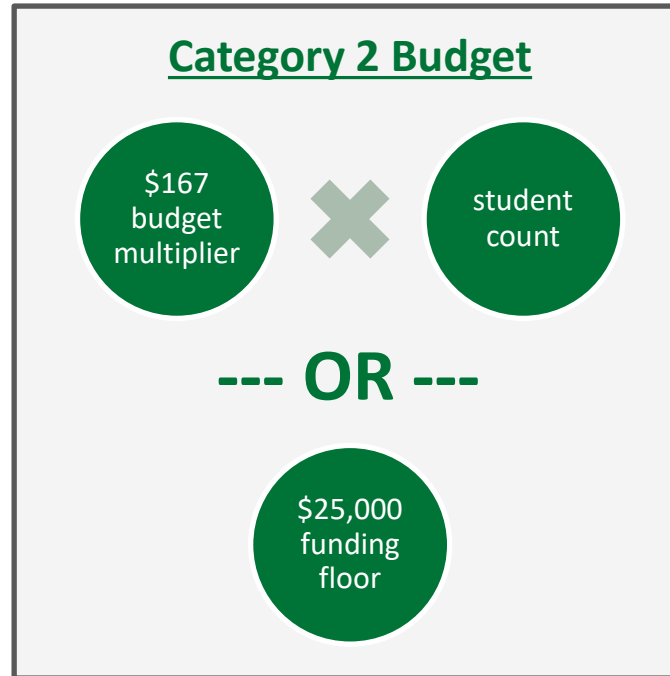 Category 2 Budget
$167
budget
multiplier
student
count
--- OR ---
$25,000
funding
floor